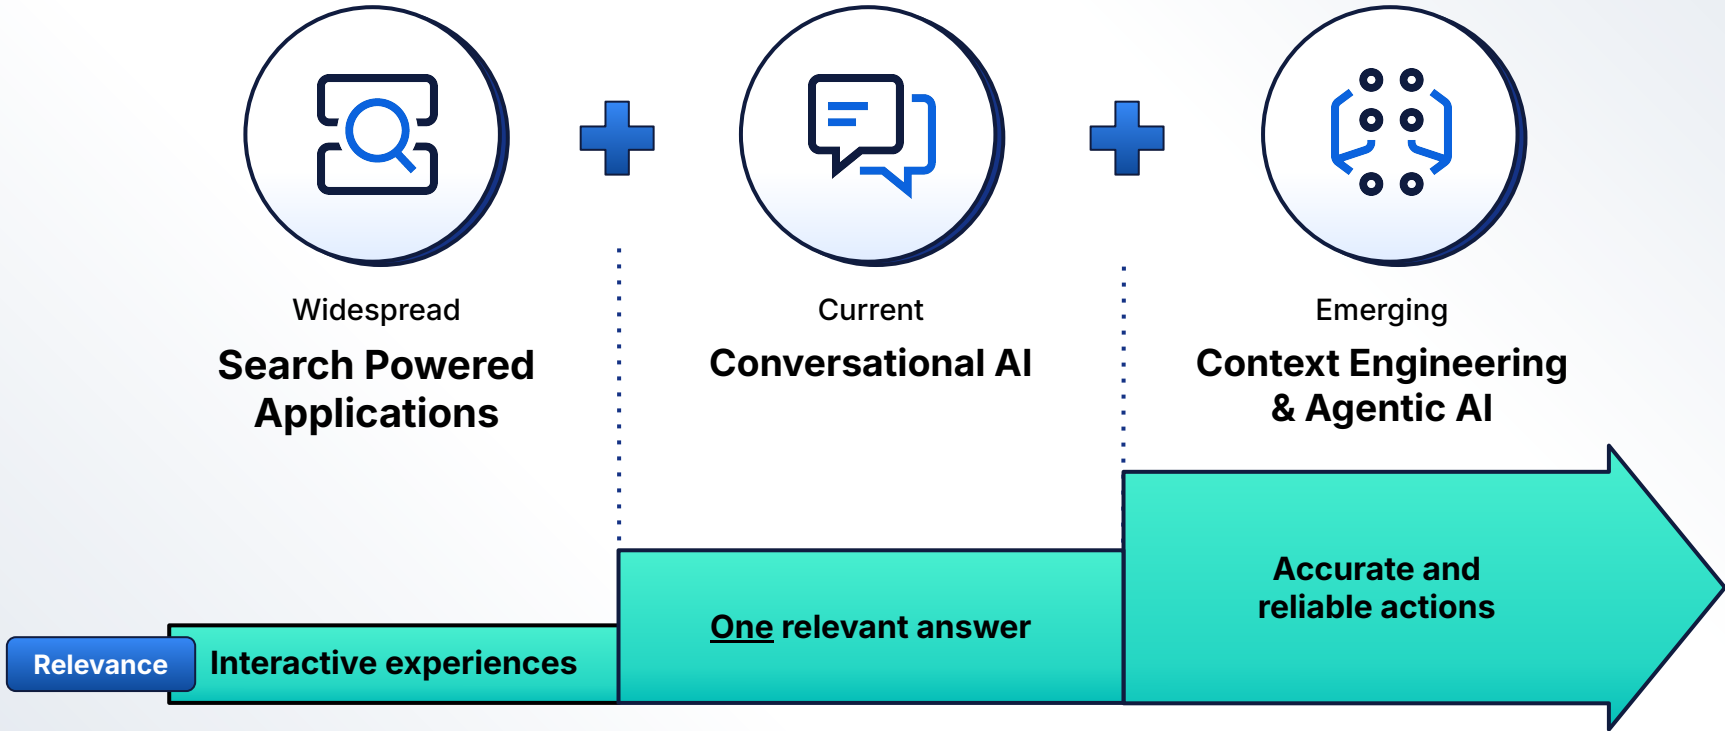 Widespread
Search Powered
Applications
Current
Conversational AI
Emerging
Context Engineering
& Agentic AI
Relevance
Interactive experiences
One relevant answer
Accurate and
reliable actions